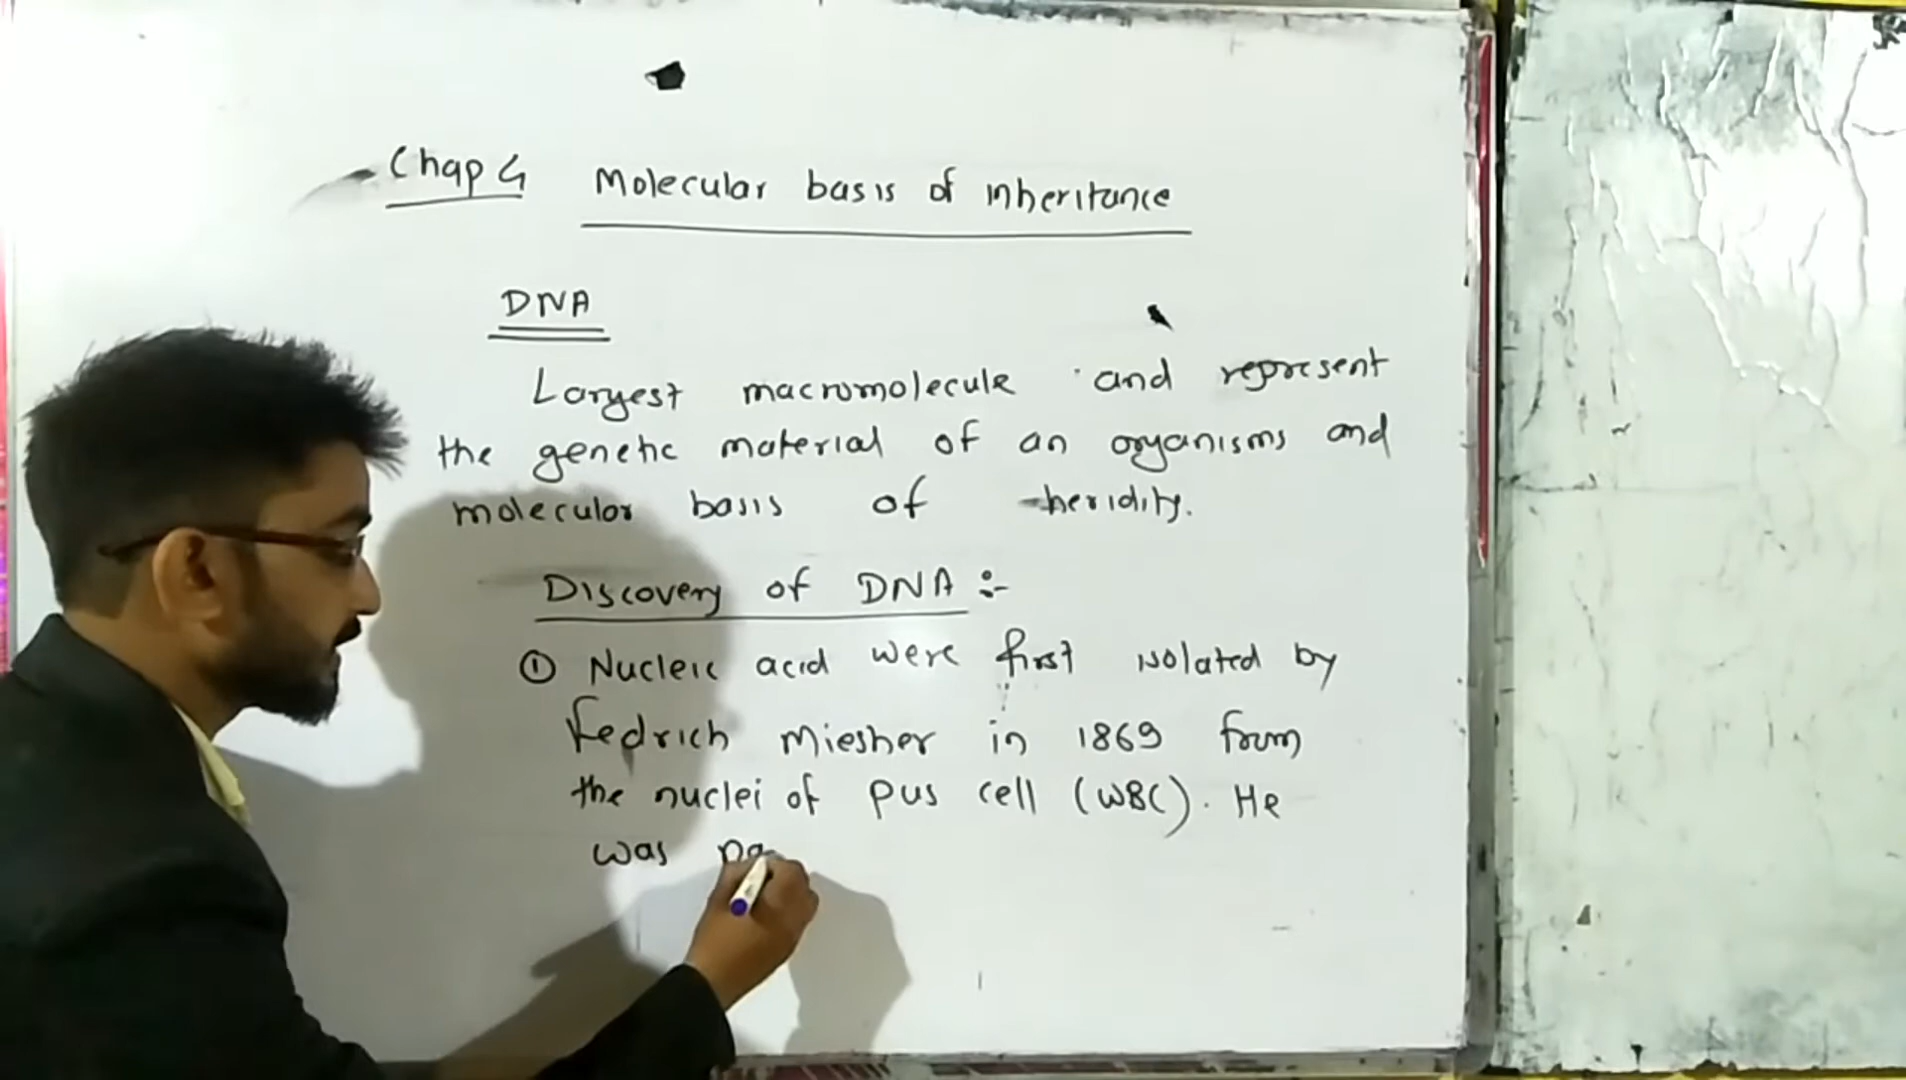 Chap 4 Molecular basis of inheritance
DNA
Largest macromolecule and represent
the genetic material of an organisms and
molecular basis of heridity.
Discovery of DNA :-
① Nucleic acid were first isolated by
Fedrich Miesher in 1869 from
the nuclei of pus cell (WBC). He
was na